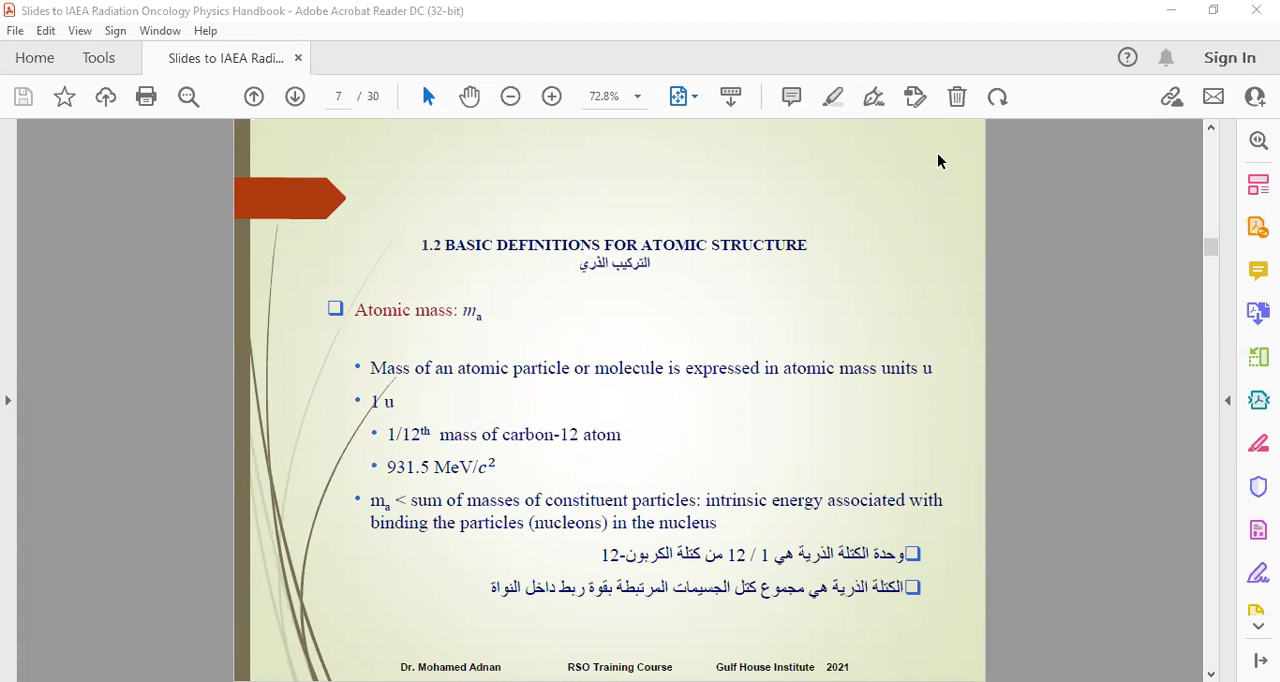 Slides to IAEA Radiation Oncology Physics Handbook - Adobe Acrobat Reader DC (32-bit)
File Edit View Sign Window Help
Home Tools Slides to IAEA Radi... × Sign In
7 / 30 72.8%
1.2 BASIC DEFINITIONS FOR ATOMIC STRUCTURE
التركيب الذري
❑ Atomic mass: mₐ
• Mass of an atomic particle or molecule is expressed in atomic mass units u
• 1 u
• 1/12ᵗʰ mass of carbon-12 atom
• 931.5 MeV/c²
• mₐ < sum of masses of constituent particles: intrinsic energy associated with
binding the particles (nucleons) in the nucleus
❑وحدة الكتلة الذرية هي 1 / 12 من كتلة الكربون-12
❑الكتلة الذرية هي مجموع كتل الجسيمات المرتبطة بقوة ربط داخل النواة
Dr. Mohamed Adnan RSO Training Course Gulf House Institute 2021